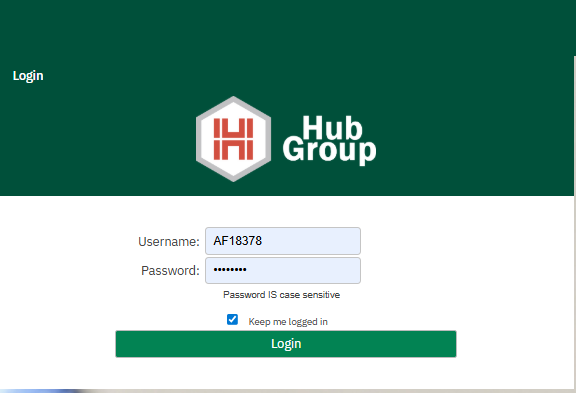 Login
Hub
Group
Username: AF18378
Password: ••••••••
Password IS case sensitive
Keep me logged in
Login